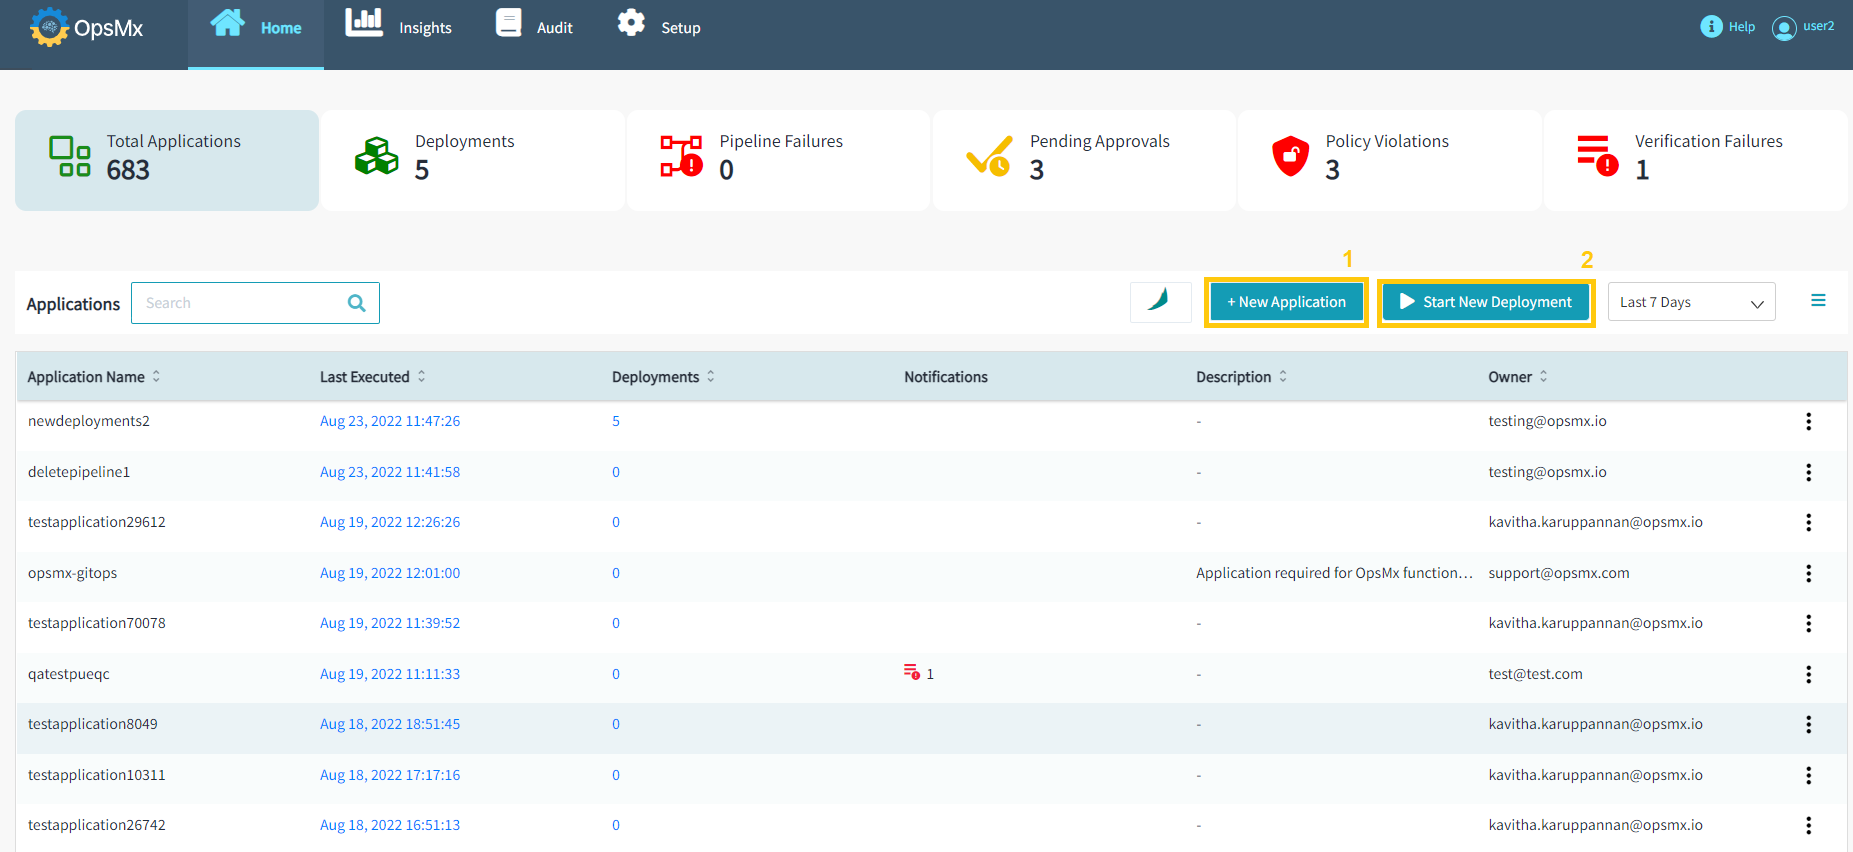 OpsMx
Home
Insights
Audit
Setup
Help
user2
Total Applications
683
Deployments
5
Pipeline Failures
0
Pending Approvals
3
Policy Violations
3
Verification Failures
1
1
2
Applications
Search
+ New Application
Start New Deployment
Last 7 Days
Application Name Last Executed Deployments Notifications Description Owner
newdeployments2 Aug 23, 2022 11:47:26 5 - testing@opsmx.io
deletepipeline1 Aug 23, 2022 11:41:58 0 - testing@opsmx.io
testapplication29612 Aug 19, 2022 12:26:26 0 - kavitha.karuppannan@opsmx.io
opsmx-gitops Aug 19, 2022 12:01:00 0 Application required for OpsMx function... support@opsmx.com
testapplication70078 Aug 19, 2022 11:39:52 0 - kavitha.karuppannan@opsmx.io
qatestpueqc Aug 19, 2022 11:11:33 0 1 - test@test.com
testapplication8049 Aug 18, 2022 18:51:45 0 - kavitha.karuppannan@opsmx.io
testapplication10311 Aug 18, 2022 17:17:16 0 - kavitha.karuppannan@opsmx.io
testapplication26742 Aug 18, 2022 16:51:13 0 - kavitha.karuppannan@opsmx.io